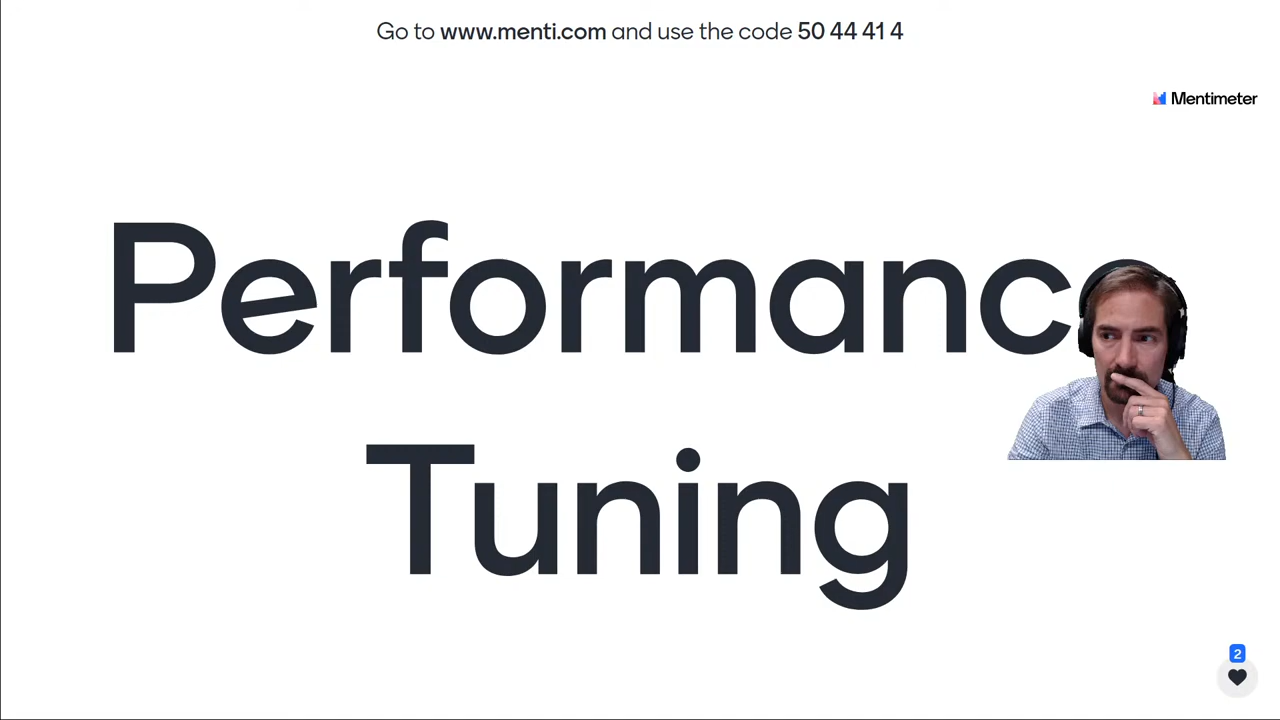 Go to www.menti.com and use the code 50 44 41 4
Mentimeter
Performance
Tuning
2